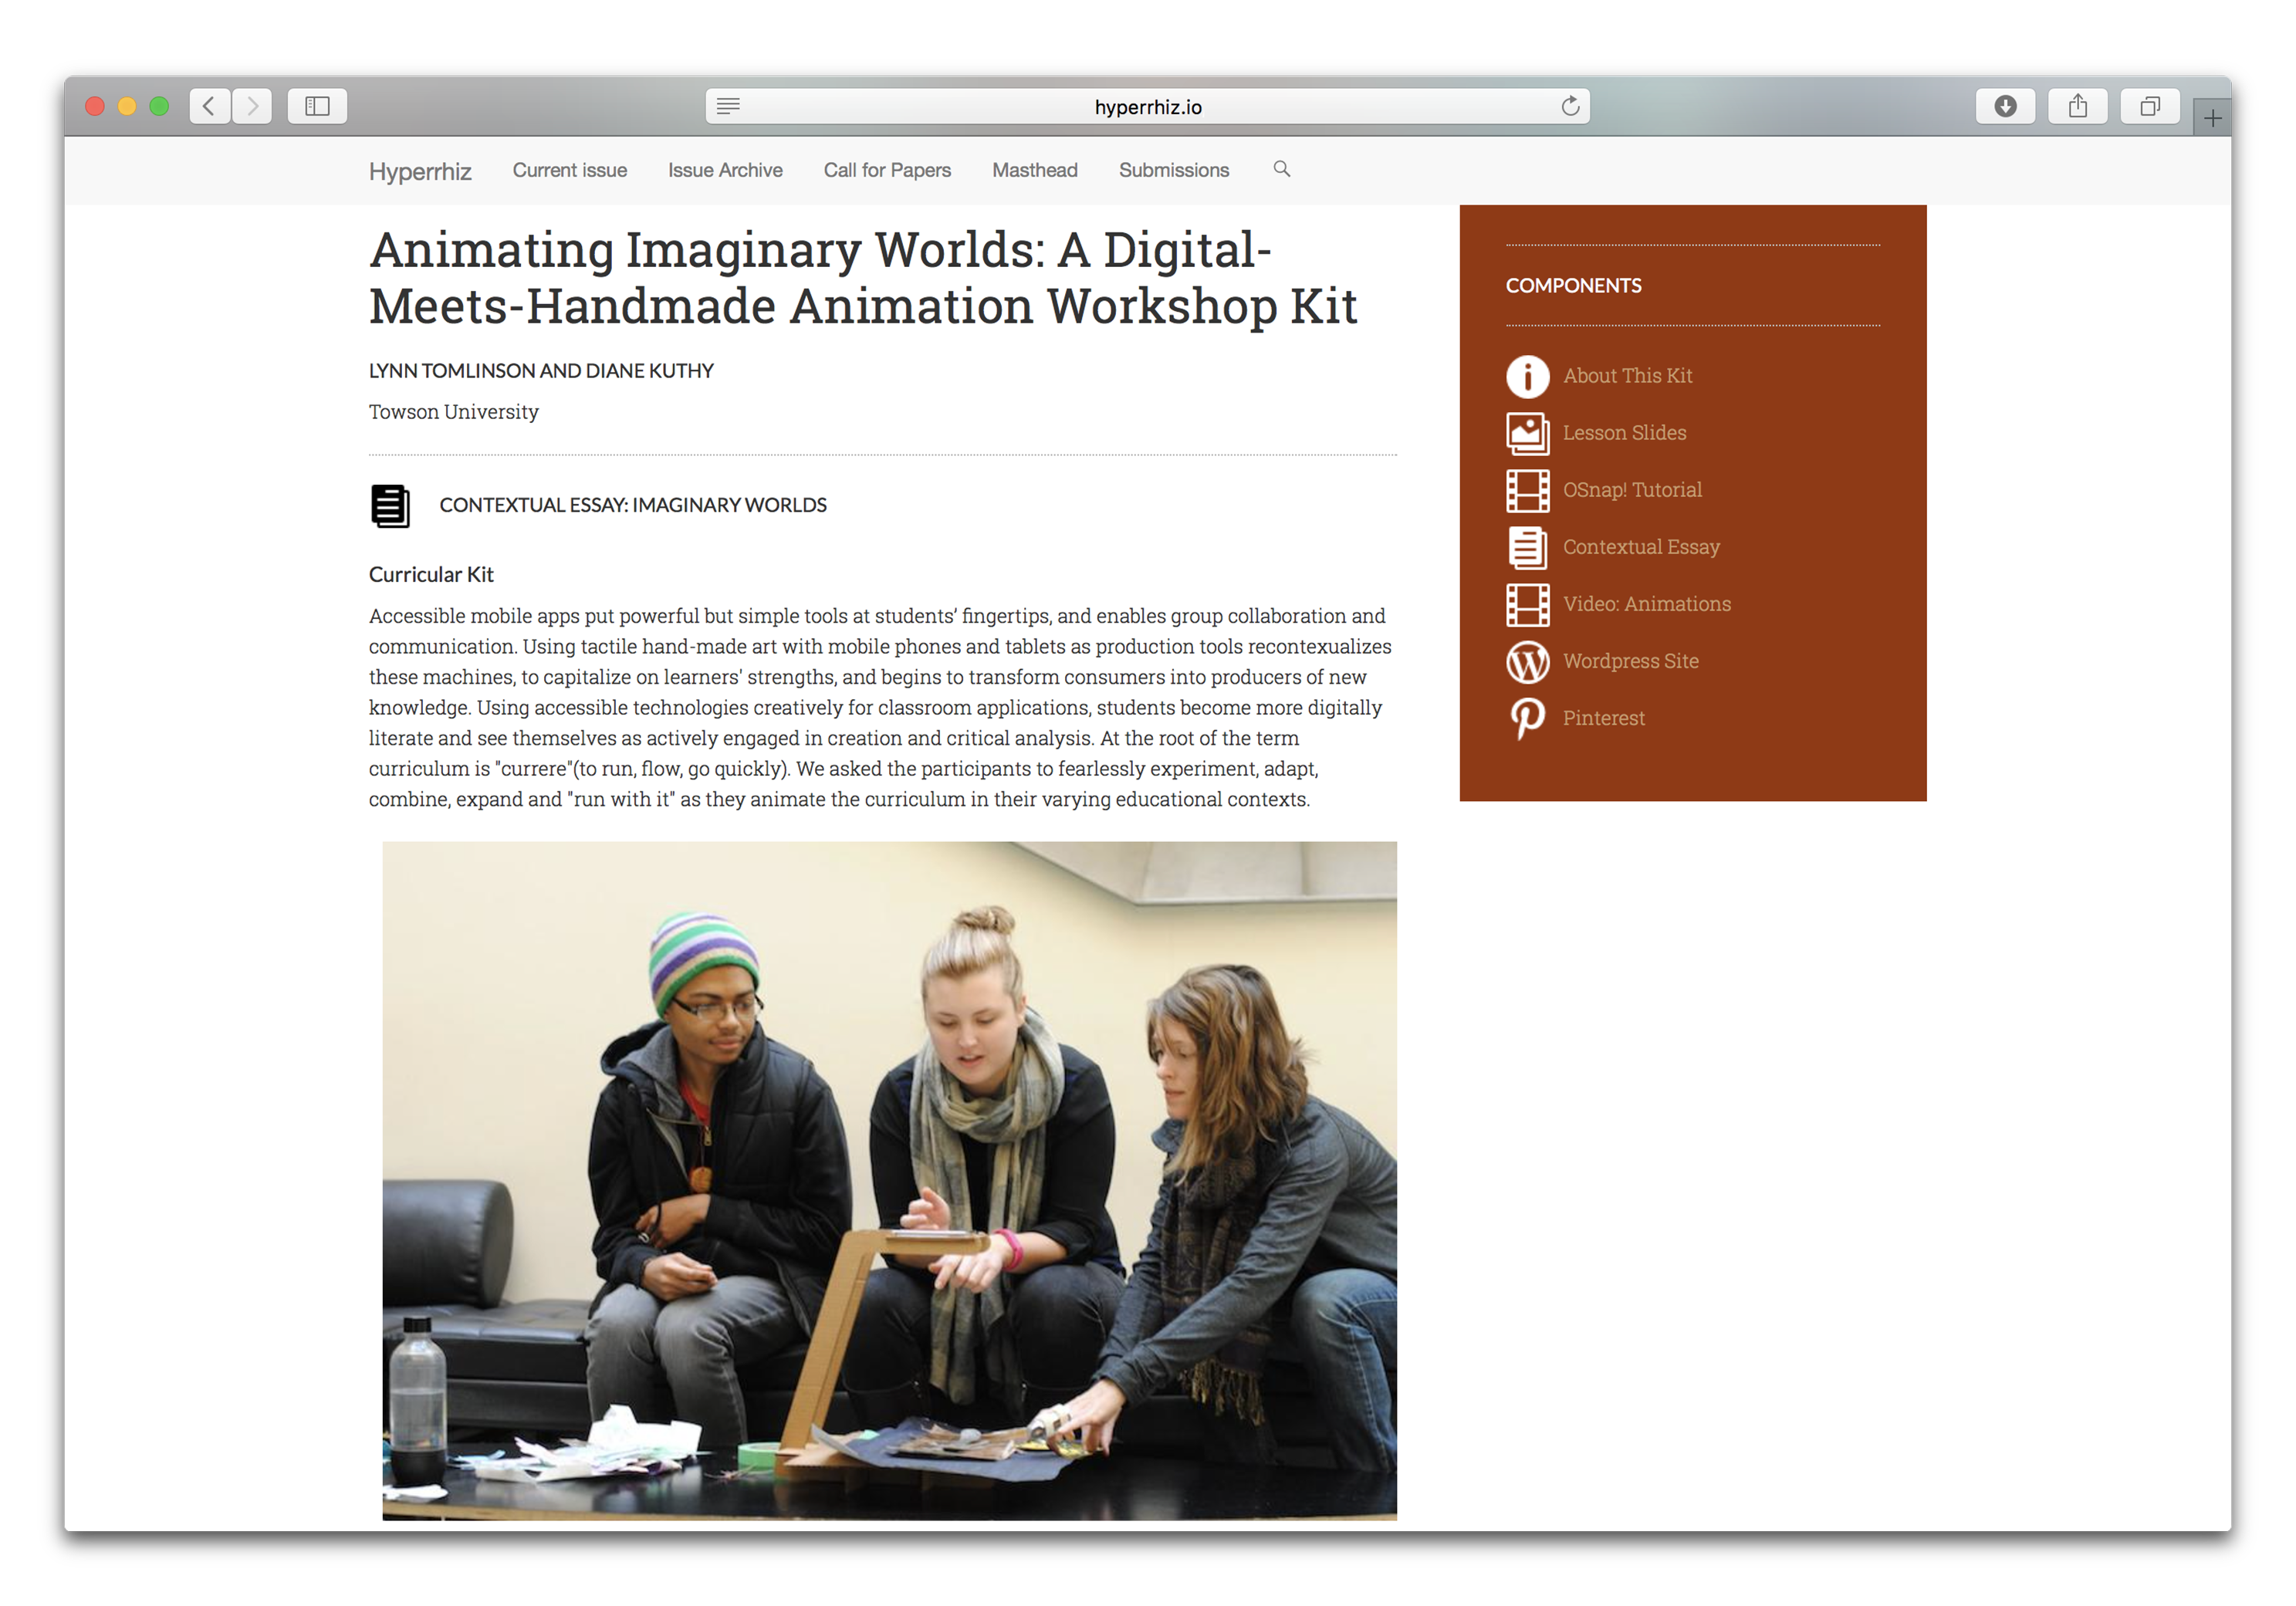 hyperrhiz.io
Hyperrhiz Current issue Issue Archive Call for Papers Masthead Submissions
Animating Imaginary Worlds: A Digital-
Meets-Handmade Animation Workshop Kit
LYNN TOMLINSON AND DIANE KUTHY
Towson University
CONTEXTUAL ESSAY: IMAGINARY WORLDS
Curricular Kit
Accessible mobile apps put powerful but simple tools at students’ fingertips, and enables group collaboration and
communication. Using tactile hand-made art with mobile phones and tablets as production tools recontexualizes
these machines, to capitalize on learners' strengths, and begins to transform consumers into producers of new
knowledge. Using accessible technologies creatively for classroom applications, students become more digitally
literate and see themselves as actively engaged in creation and critical analysis. At the root of the term
curriculum is "currere"(to run, flow, go quickly). We asked the participants to fearlessly experiment, adapt,
combine, expand and "run with it" as they animate the curriculum in their varying educational contexts.
COMPONENTS
About This Kit
Lesson Slides
OSnap! Tutorial
Contextual Essay
Video: Animations
Wordpress Site
Pinterest